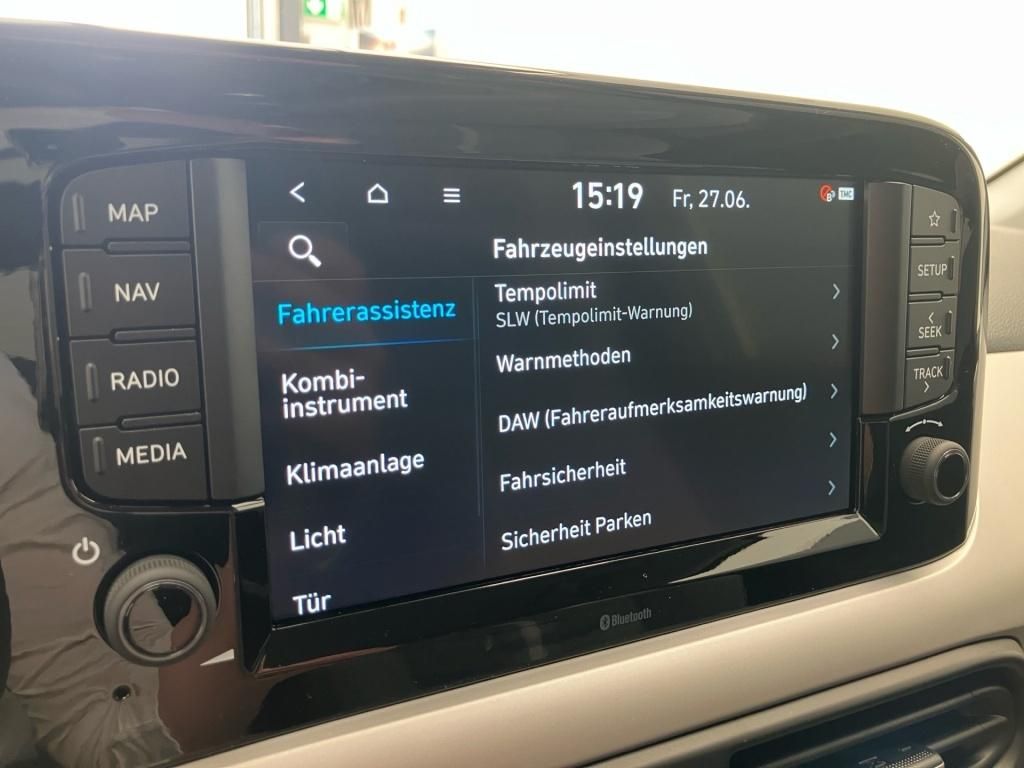 MAP
NAV
RADIO
MEDIA
15:19 Fr, 27.06.
TMC
Fahrzeugeinstellungen
Fahrerassistenz
Kombi-
instrument
Klimaanlage
Licht
Tür
Tempolimit
SLW (Tempolimit-Warnung)
Warnmethoden
DAW (Fahreraufmerksamkeitswarnung)
Fahrsicherheit
Sicherheit Parken
SETUP
SEEK
TRACK
Bluetooth